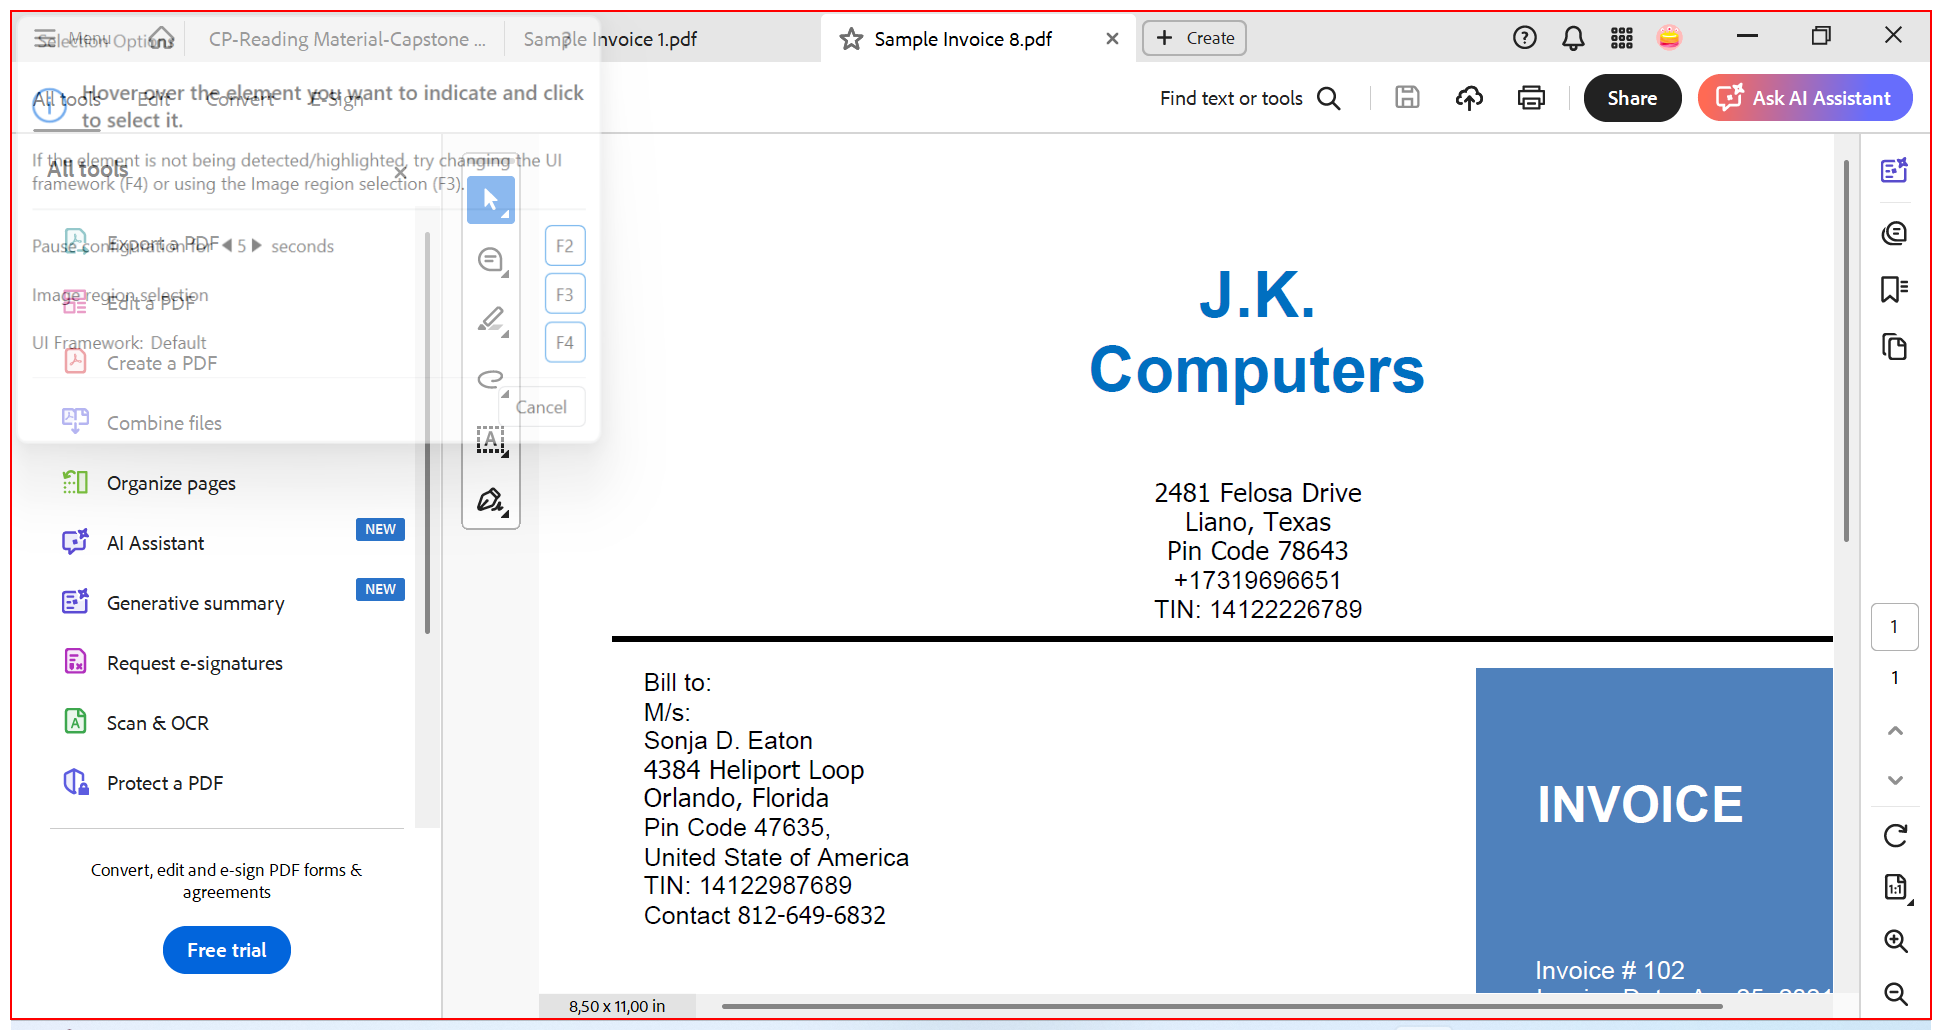 Menu
Selection Options
CP-Reading Material-Capstone ...
Sample Invoice 1.pdf
?
Sample Invoice 8.pdf
Create
All tools
Edit
Convert
E-Sign
Hover over the element you want to indicate and click
to select it.
Find text or tools
Share
Ask AI Assistant
If the element is not being detected/highlighted, try changing the UI
framework (F4) or using the Image region selection (F3).
All tools
Pause configuration for 5 seconds
F2
Export a PDF
Image region selection
F3
Edit a PDF
UI Framework: Default
F4
Create a PDF
Cancel
Combine files
Organize pages
AI Assistant
NEW
Generative summary
NEW
Request e-signatures
Scan & OCR
Protect a PDF
Convert, edit and e-sign PDF forms &
agreements
Free trial
J.K.
Computers
2481 Felosa Drive
Liano, Texas
Pin Code 78643
+17319696651
TIN: 14122226789
Bill to:
M/s:
Sonja D. Eaton
4384 Heliport Loop
Orlando, Florida
Pin Code 47635,
United State of America
TIN: 14122987689
Contact 812-649-6832
INVOICE
Invoice # 102
8,50 x 11,00 in
1
1
1:1